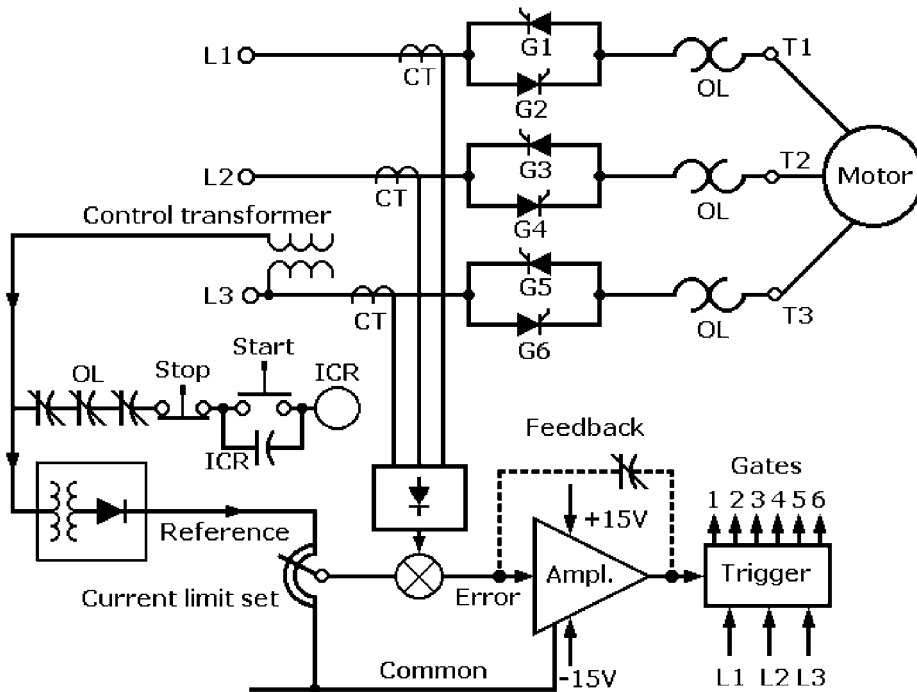 L1
CT
G1
G2
OL
T1
L2
CT
G3
G4
OL
T2
Motor
Control transformer
L3
CT
G5
G6
OL
T3
OL
Stop
Start
ICR
ICR
Reference
Current limit set
Feedback
+15V
Ampl.
Error
-15V
Common
Gates
1 2 3 4 5 6
Trigger
L1 L2 L3